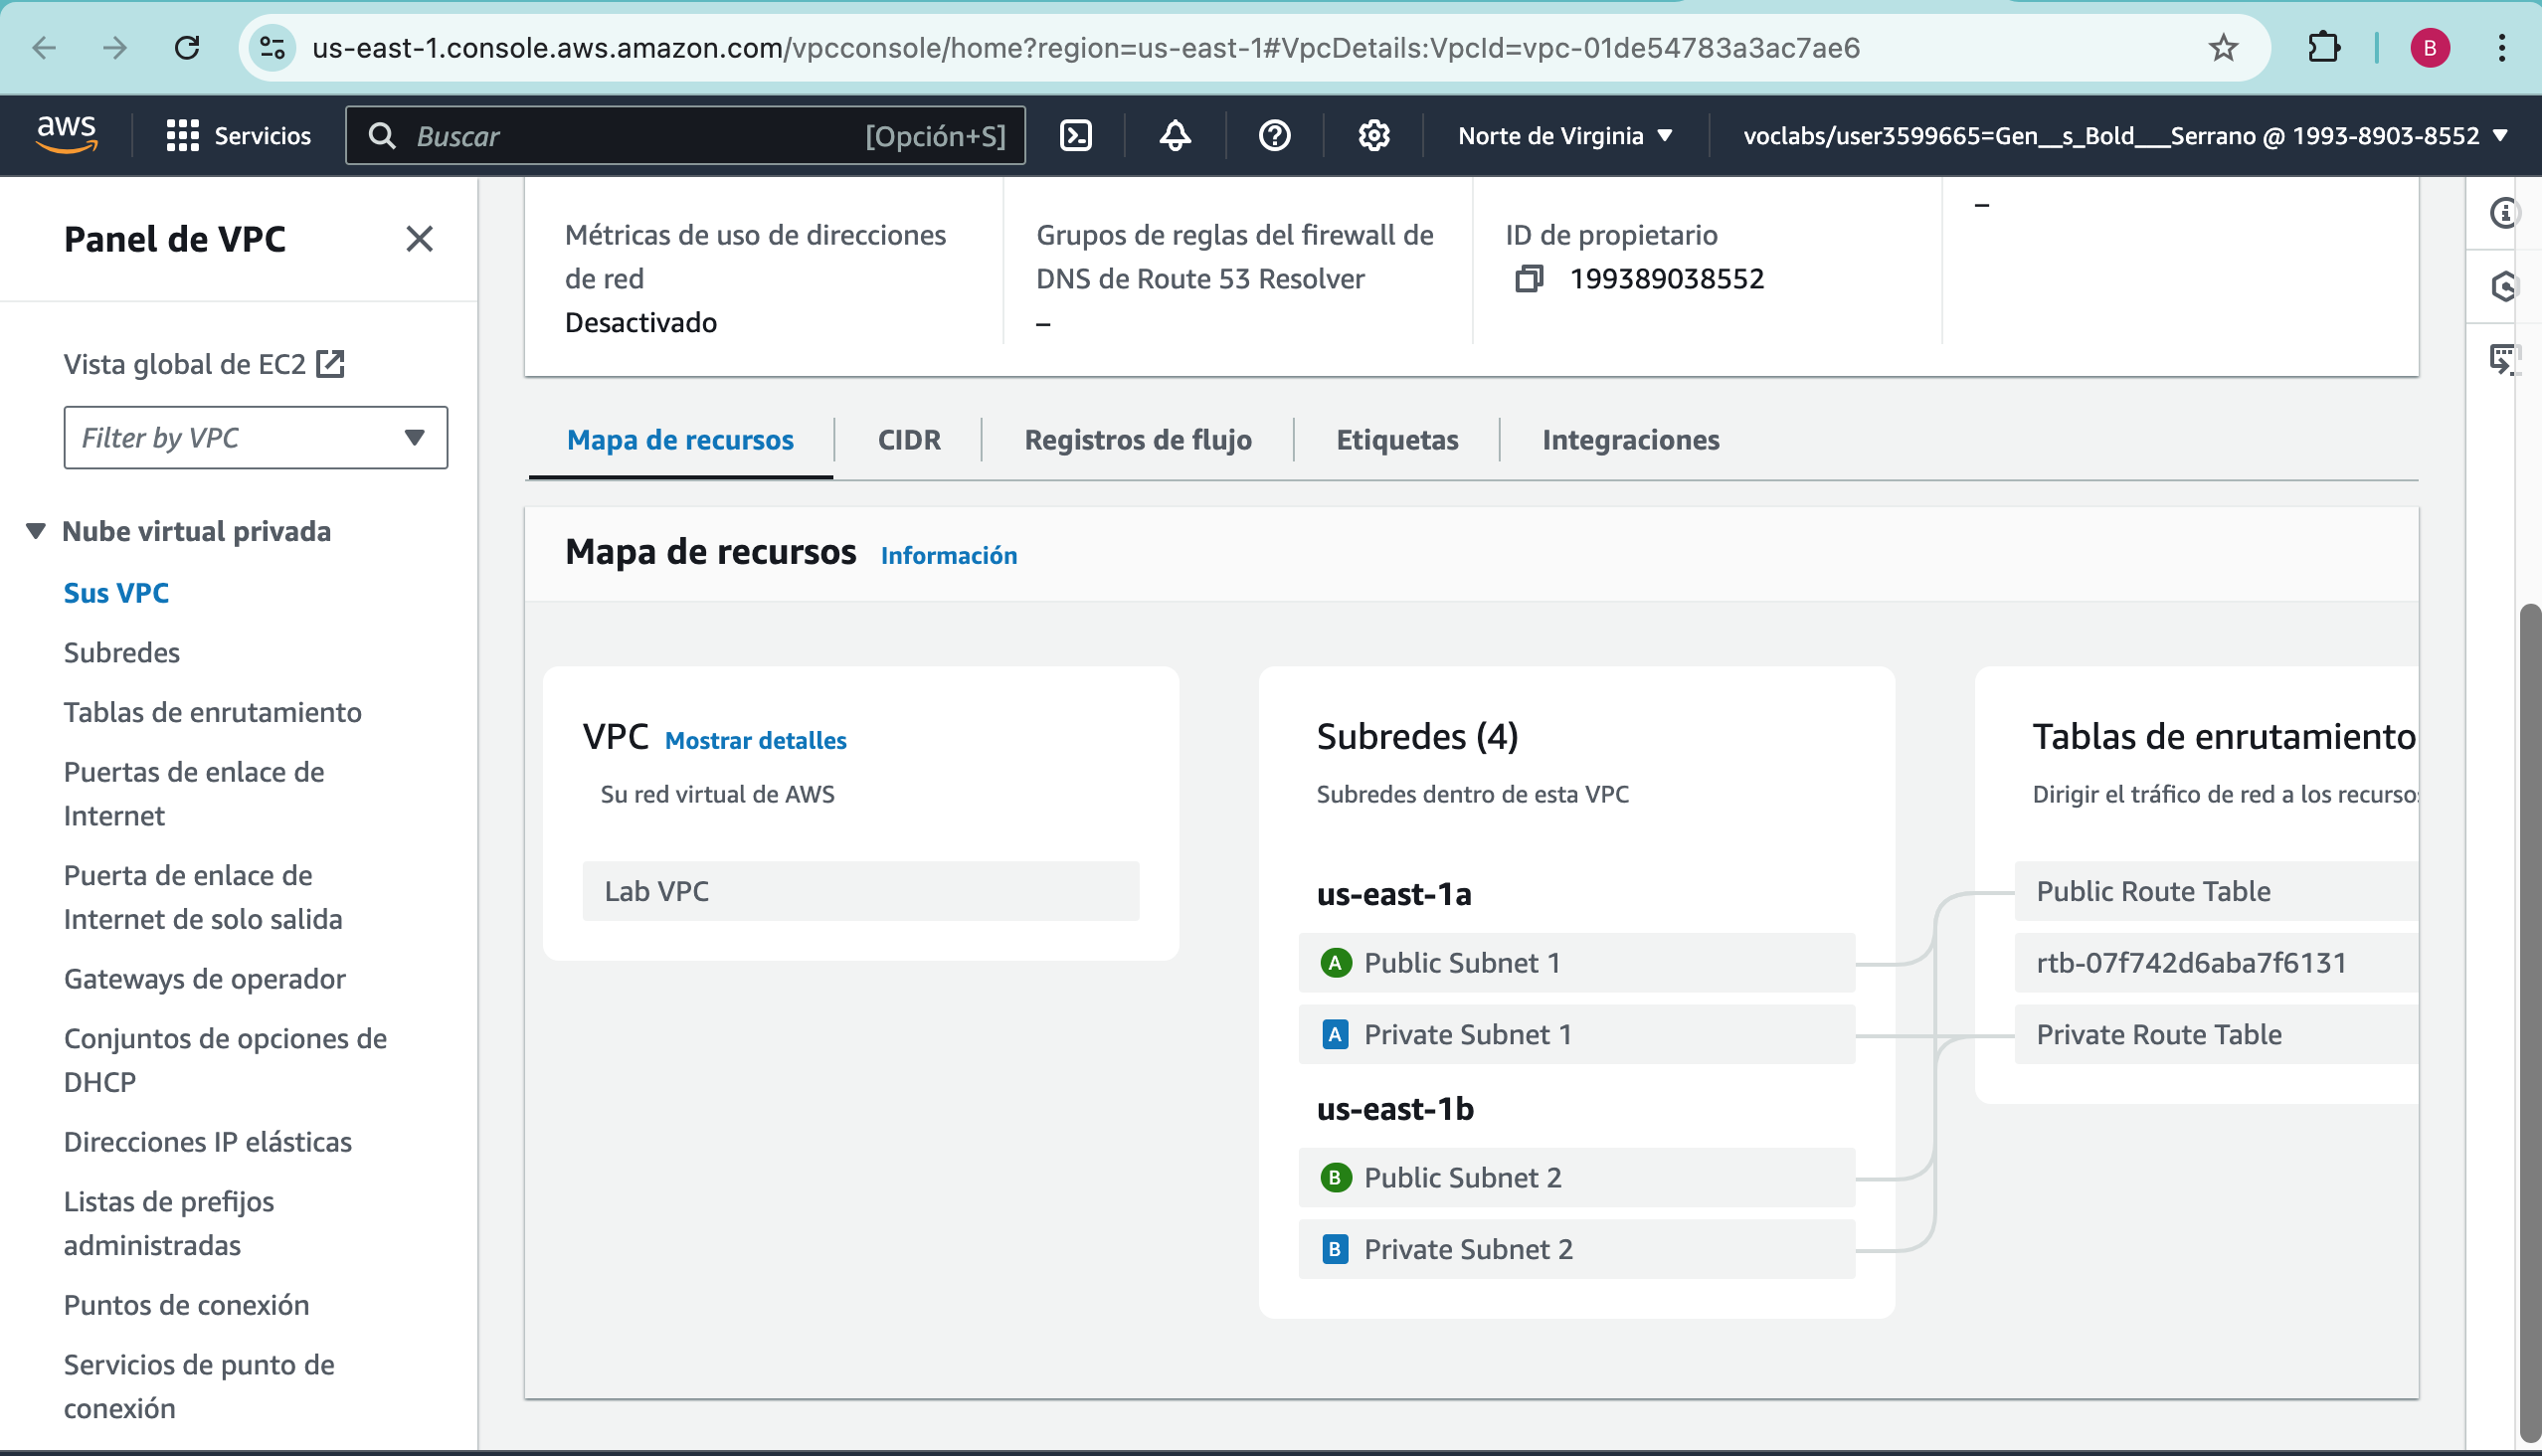 us-east-1.console.aws.amazon.com/vpcconsole/home?region=us-east-1#VpcDetails:VpcId=vpc-01de54783a3ac7ae6
B
aws
Servicios
Buscar
[Opción+S]
Norte de Virginia
voclabs/user3599665=Gen__s_Bold___Serrano @ 1993-8903-8552
Panel de VPC
Vista global de EC2
Filter by VPC
Nube virtual privada
Sus VPC
Subredes
Tablas de enrutamiento
Puertas de enlace de
Internet
Puerta de enlace de
Internet de solo salida
Gateways de operador
Conjuntos de opciones de
DHCP
Direcciones IP elásticas
Listas de prefijos
administradas
Puntos de conexión
Servicios de punto de
conexión
Métricas de uso de direcciones
de red
Desactivado
Grupos de reglas del firewall de
DNS de Route 53 Resolver
–
ID de propietario
199389038552
–
Mapa de recursos
CIDR
Registros de flujo
Etiquetas
Integraciones
Mapa de recursos
Información
VPC
Mostrar detalles
Su red virtual de AWS
Lab VPC
Subredes (4)
Subredes dentro de esta VPC
us-east-1a
A Public Subnet 1
A Private Subnet 1
us-east-1b
B Public Subnet 2
B Private Subnet 2
Tablas de enrutamiento
Dirigir el tráfico de red a los recursos
Public Route Table
rtb-07f742d6aba7f6131
Private Route Table